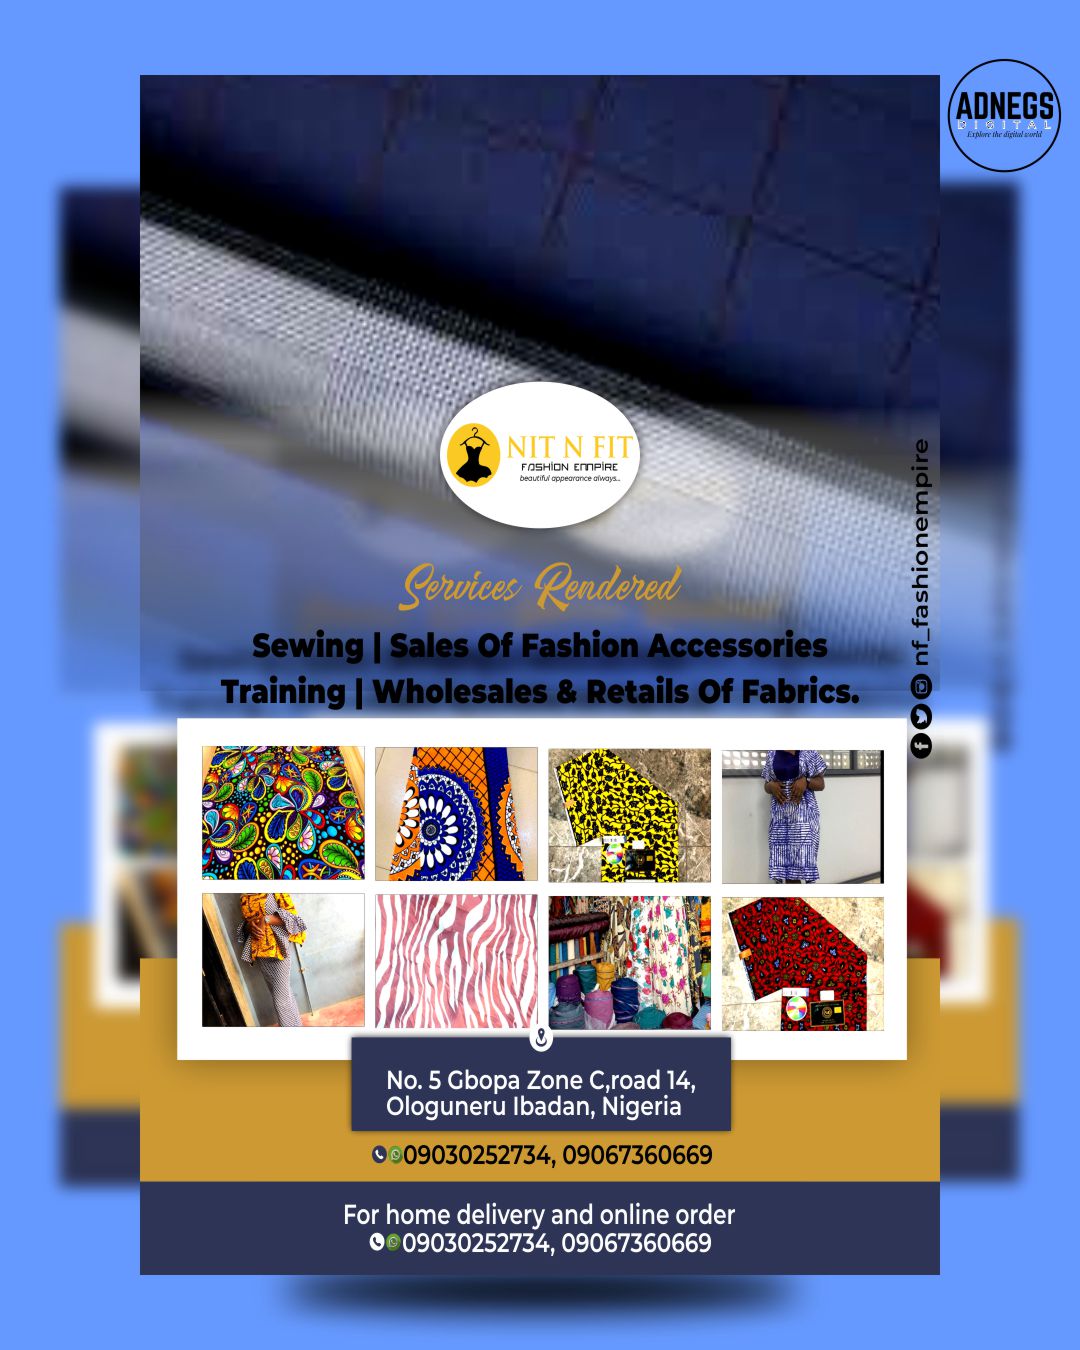 ADNEGS
DIGITAL
Explore the digital world
NIT N FIT
FASHION EMPIRE
beautiful appearance always...
nf_fashionempire
Services Rendered
Sewing | Sales Of Fashion Accessories
Training | Wholesales & Retails Of Fabrics.
No. 5 Gbopa Zone C,road 14,
Ologuneru Ibadan, Nigeria
09030252734, 09067360669
For home delivery and online order
09030252734, 09067360669